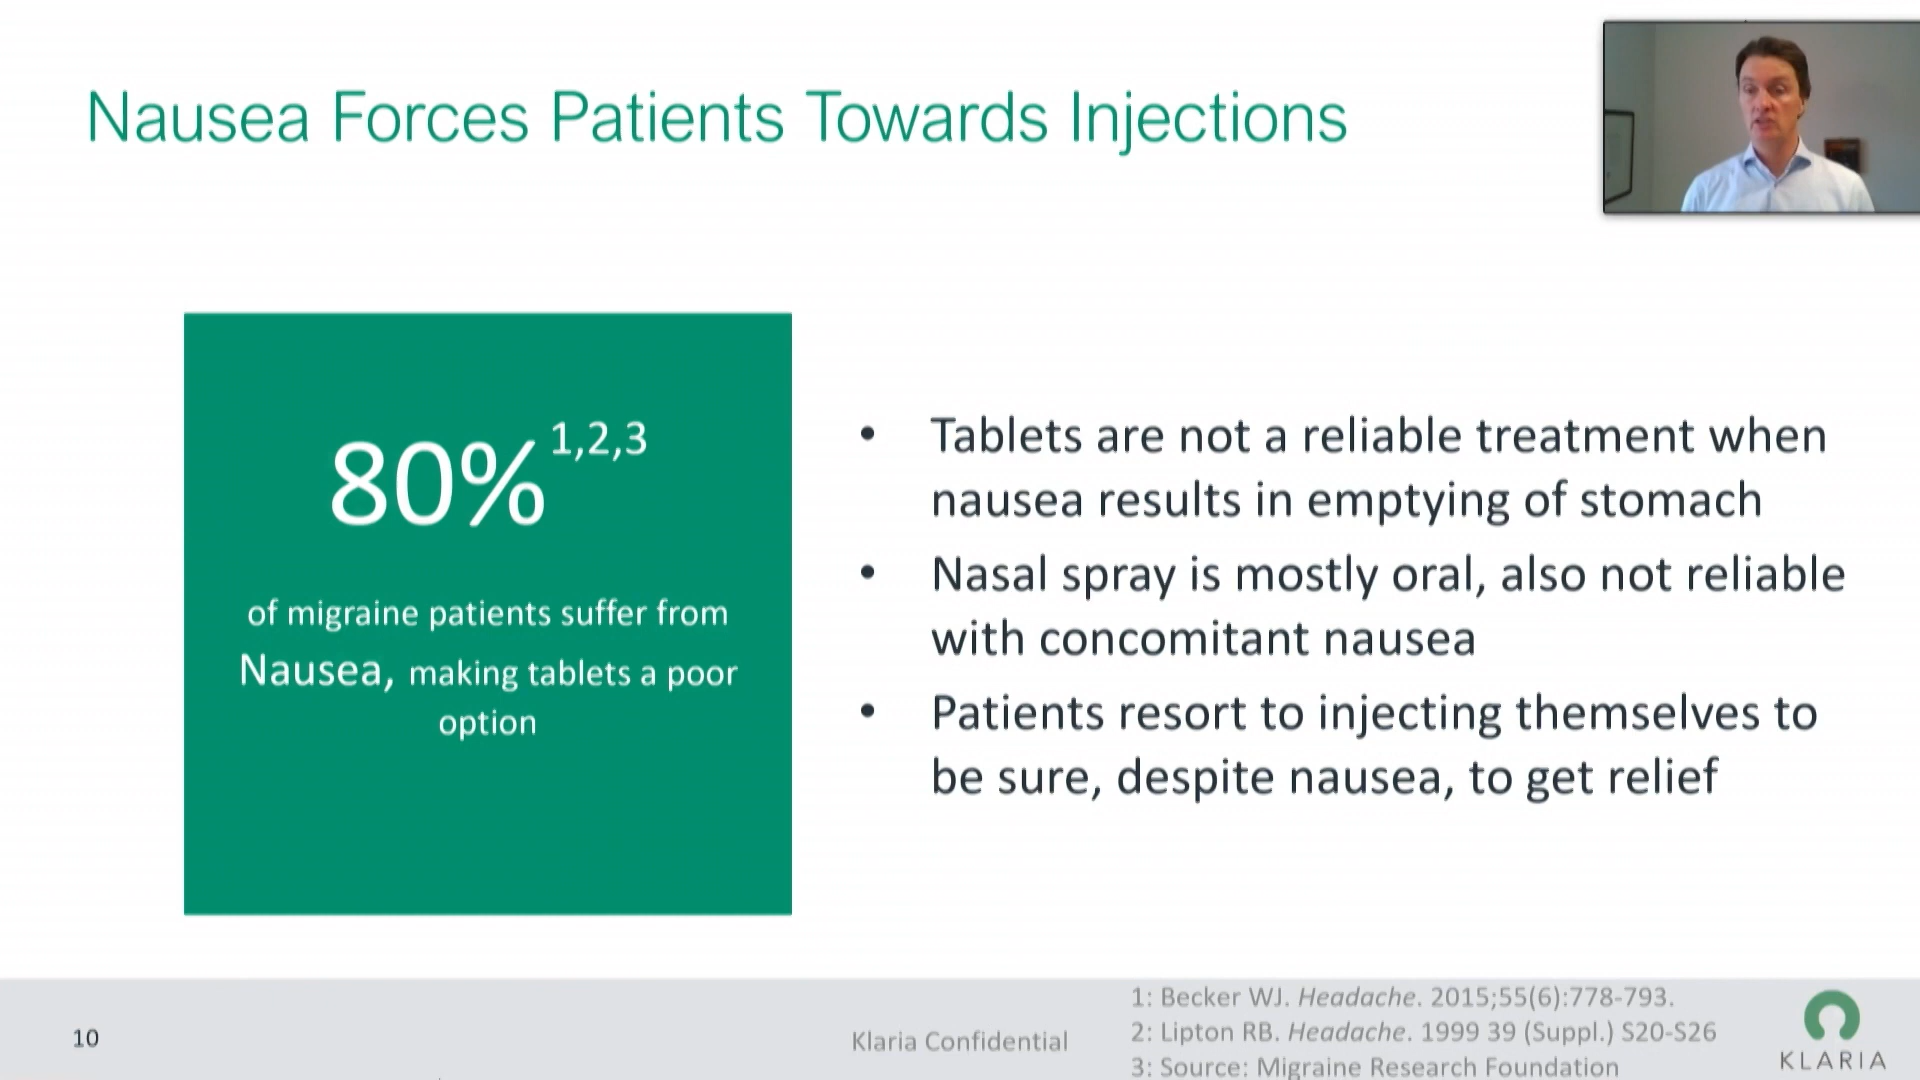 Nausea Forces Patients Towards Injections
80% 1,2,3
of migraine patients suffer from
Nausea, making tablets a poor
option
• Tablets are not a reliable treatment when
nausea results in emptying of stomach
• Nasal spray is mostly oral, also not reliable
with concomitant nausea
• Patients resort to injecting themselves to
be sure, despite nausea, to get relief
10
Klaria Confidential
1: Becker WJ. Headache. 2015;55(6):778-793.
2: Lipton RB. Headache. 1999 39 (Suppl.) S20-S26
3: Source: Migraine Research Foundation
KLARIA